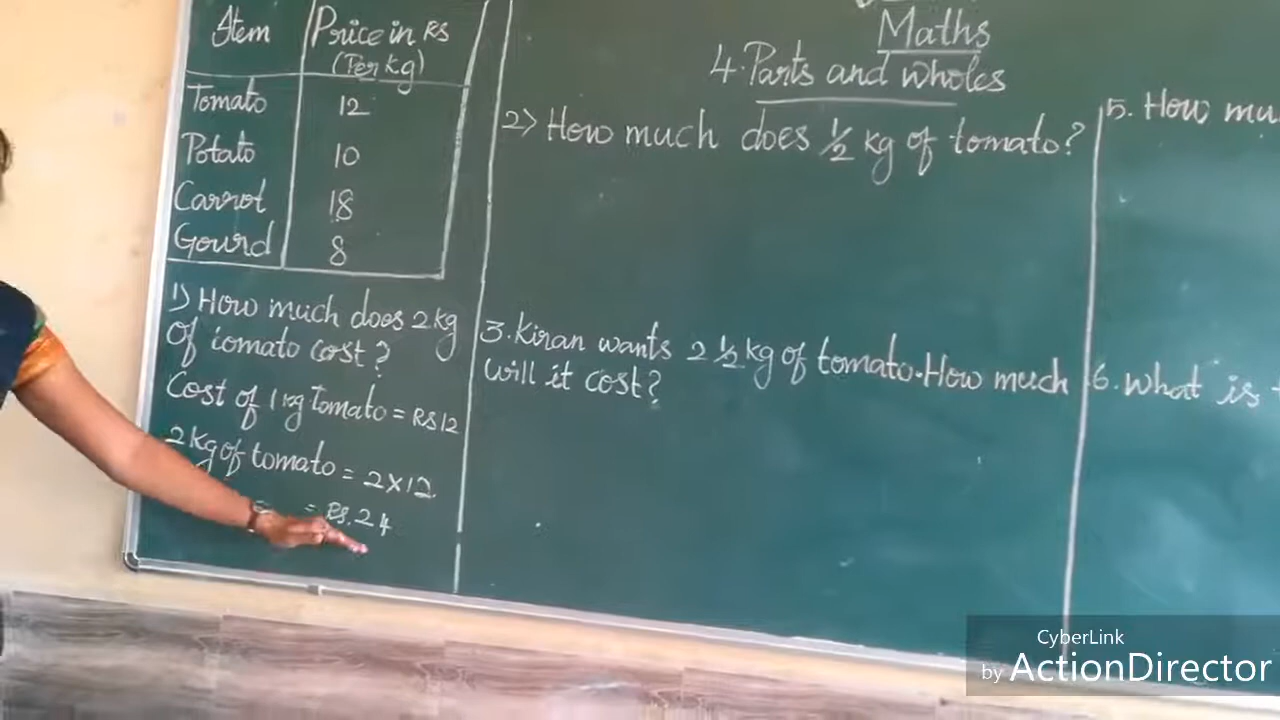 Maths
4. Parts and wholes
Item Price in RS
(Per kg)
Tomato 12
Potato 10
Carrot 18
Gourd 8
1) How much does 2 kg
of tomato cost?
Cost of 1 kg Tomato = RS 12
2 kg of tomato = 2 x 12
= RS. 24
2) How much does 1/2 kg of tomato?
3. Kiran wants 2 1/2 kg of tomato. How much
will it cost?
5. How
6. What is
CyberLink
by ActionDirector